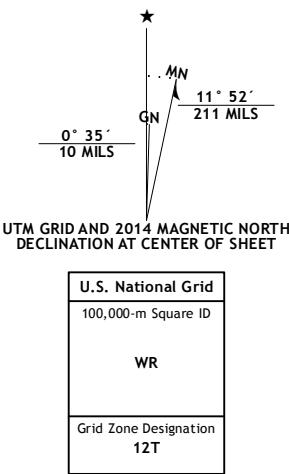 ★
MN
GN
11° 52´
211 MILS
0° 35´
10 MILS
UTM GRID AND 2014 MAGNETIC NORTH
DECLINATION AT CENTER OF SHEET
U.S. National Grid
100,000-m Square ID
WR
Grid Zone Designation
12T